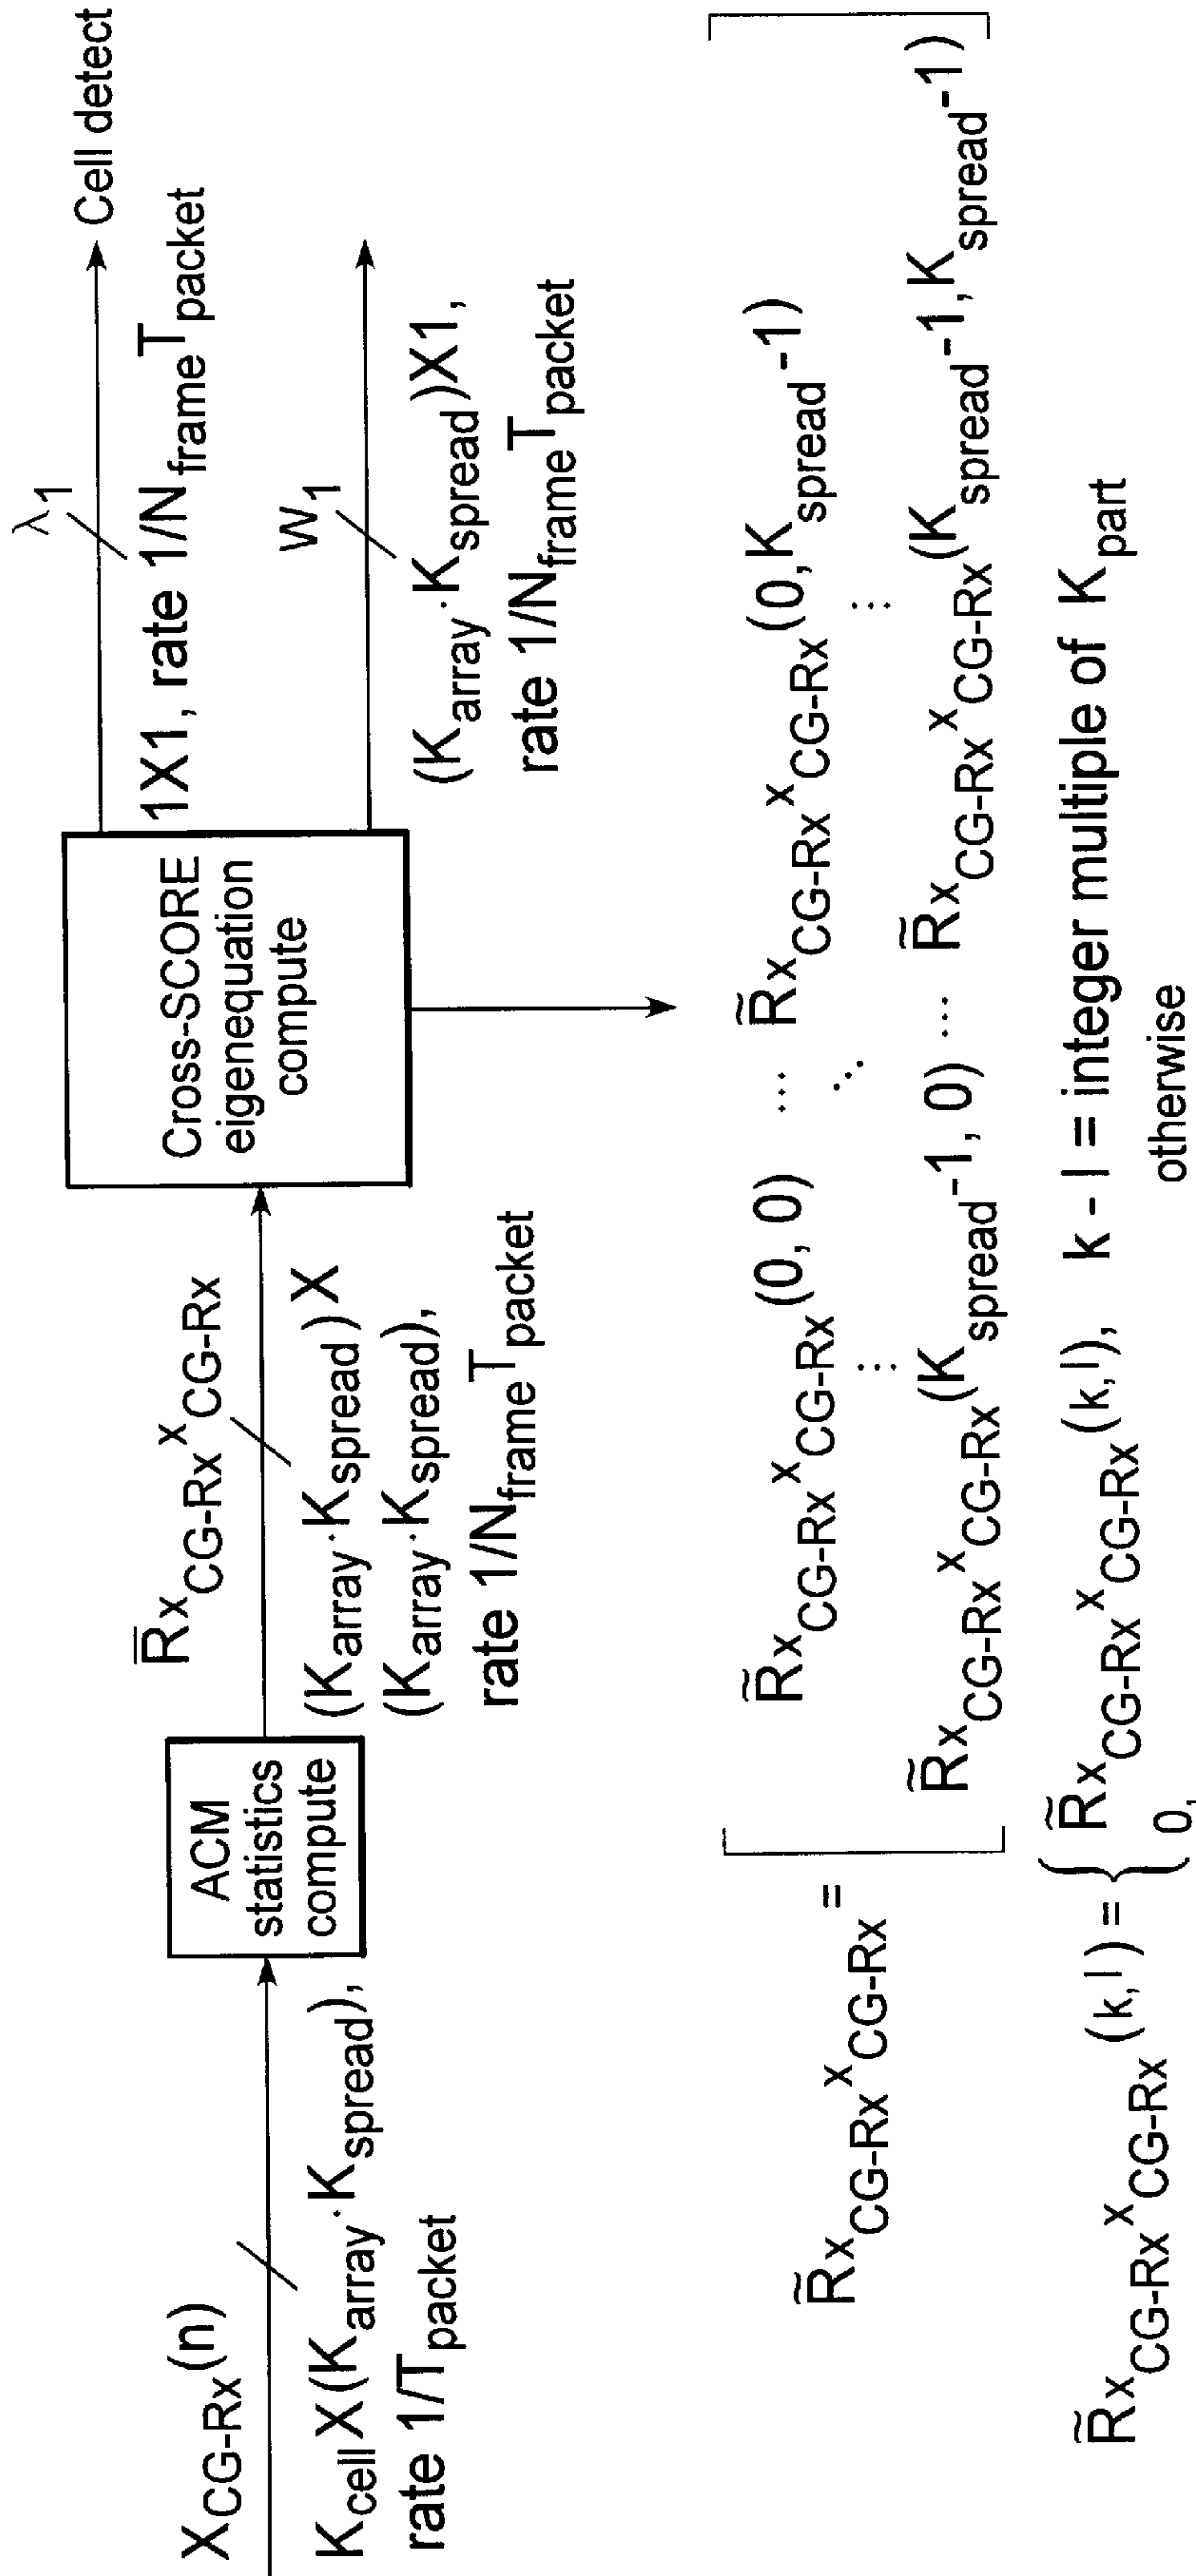 X_CG-Rx(n)
K_cell X (K_array · K_spread),
rate 1/T_packet
ACM
statistics
compute
R̅x_CG-Rx x_CG-Rx
(K_array · K_spread) X
(K_array · K_spread),
rate 1/N_frame T_packet
Cross-SCORE
eigenequation
compute
λ_1
Cell detect
1X1, rate 1/N_frame T_packet
W_1
(K_array · K_spread)X1,
rate 1/N_frame T_packet
R̃x_CG-Rx x_CG-Rx =
R̃x_CG-Rx x_CG-Rx (0, 0) ... R̃x_CG-Rx x_CG-Rx (0, K_spread -1)
⋮ ⋱ ⋮
R̃x_CG-Rx x_CG-Rx (K_spread -1, 0) ... R̃x_CG-Rx x_CG-Rx (K_spread -1, K_spread -1)
R̃x_CG-Rx x_CG-Rx (k, l) = { R̃x_CG-Rx x_CG-Rx (k, l), k - l = integer multiple of K_part
0, otherwise